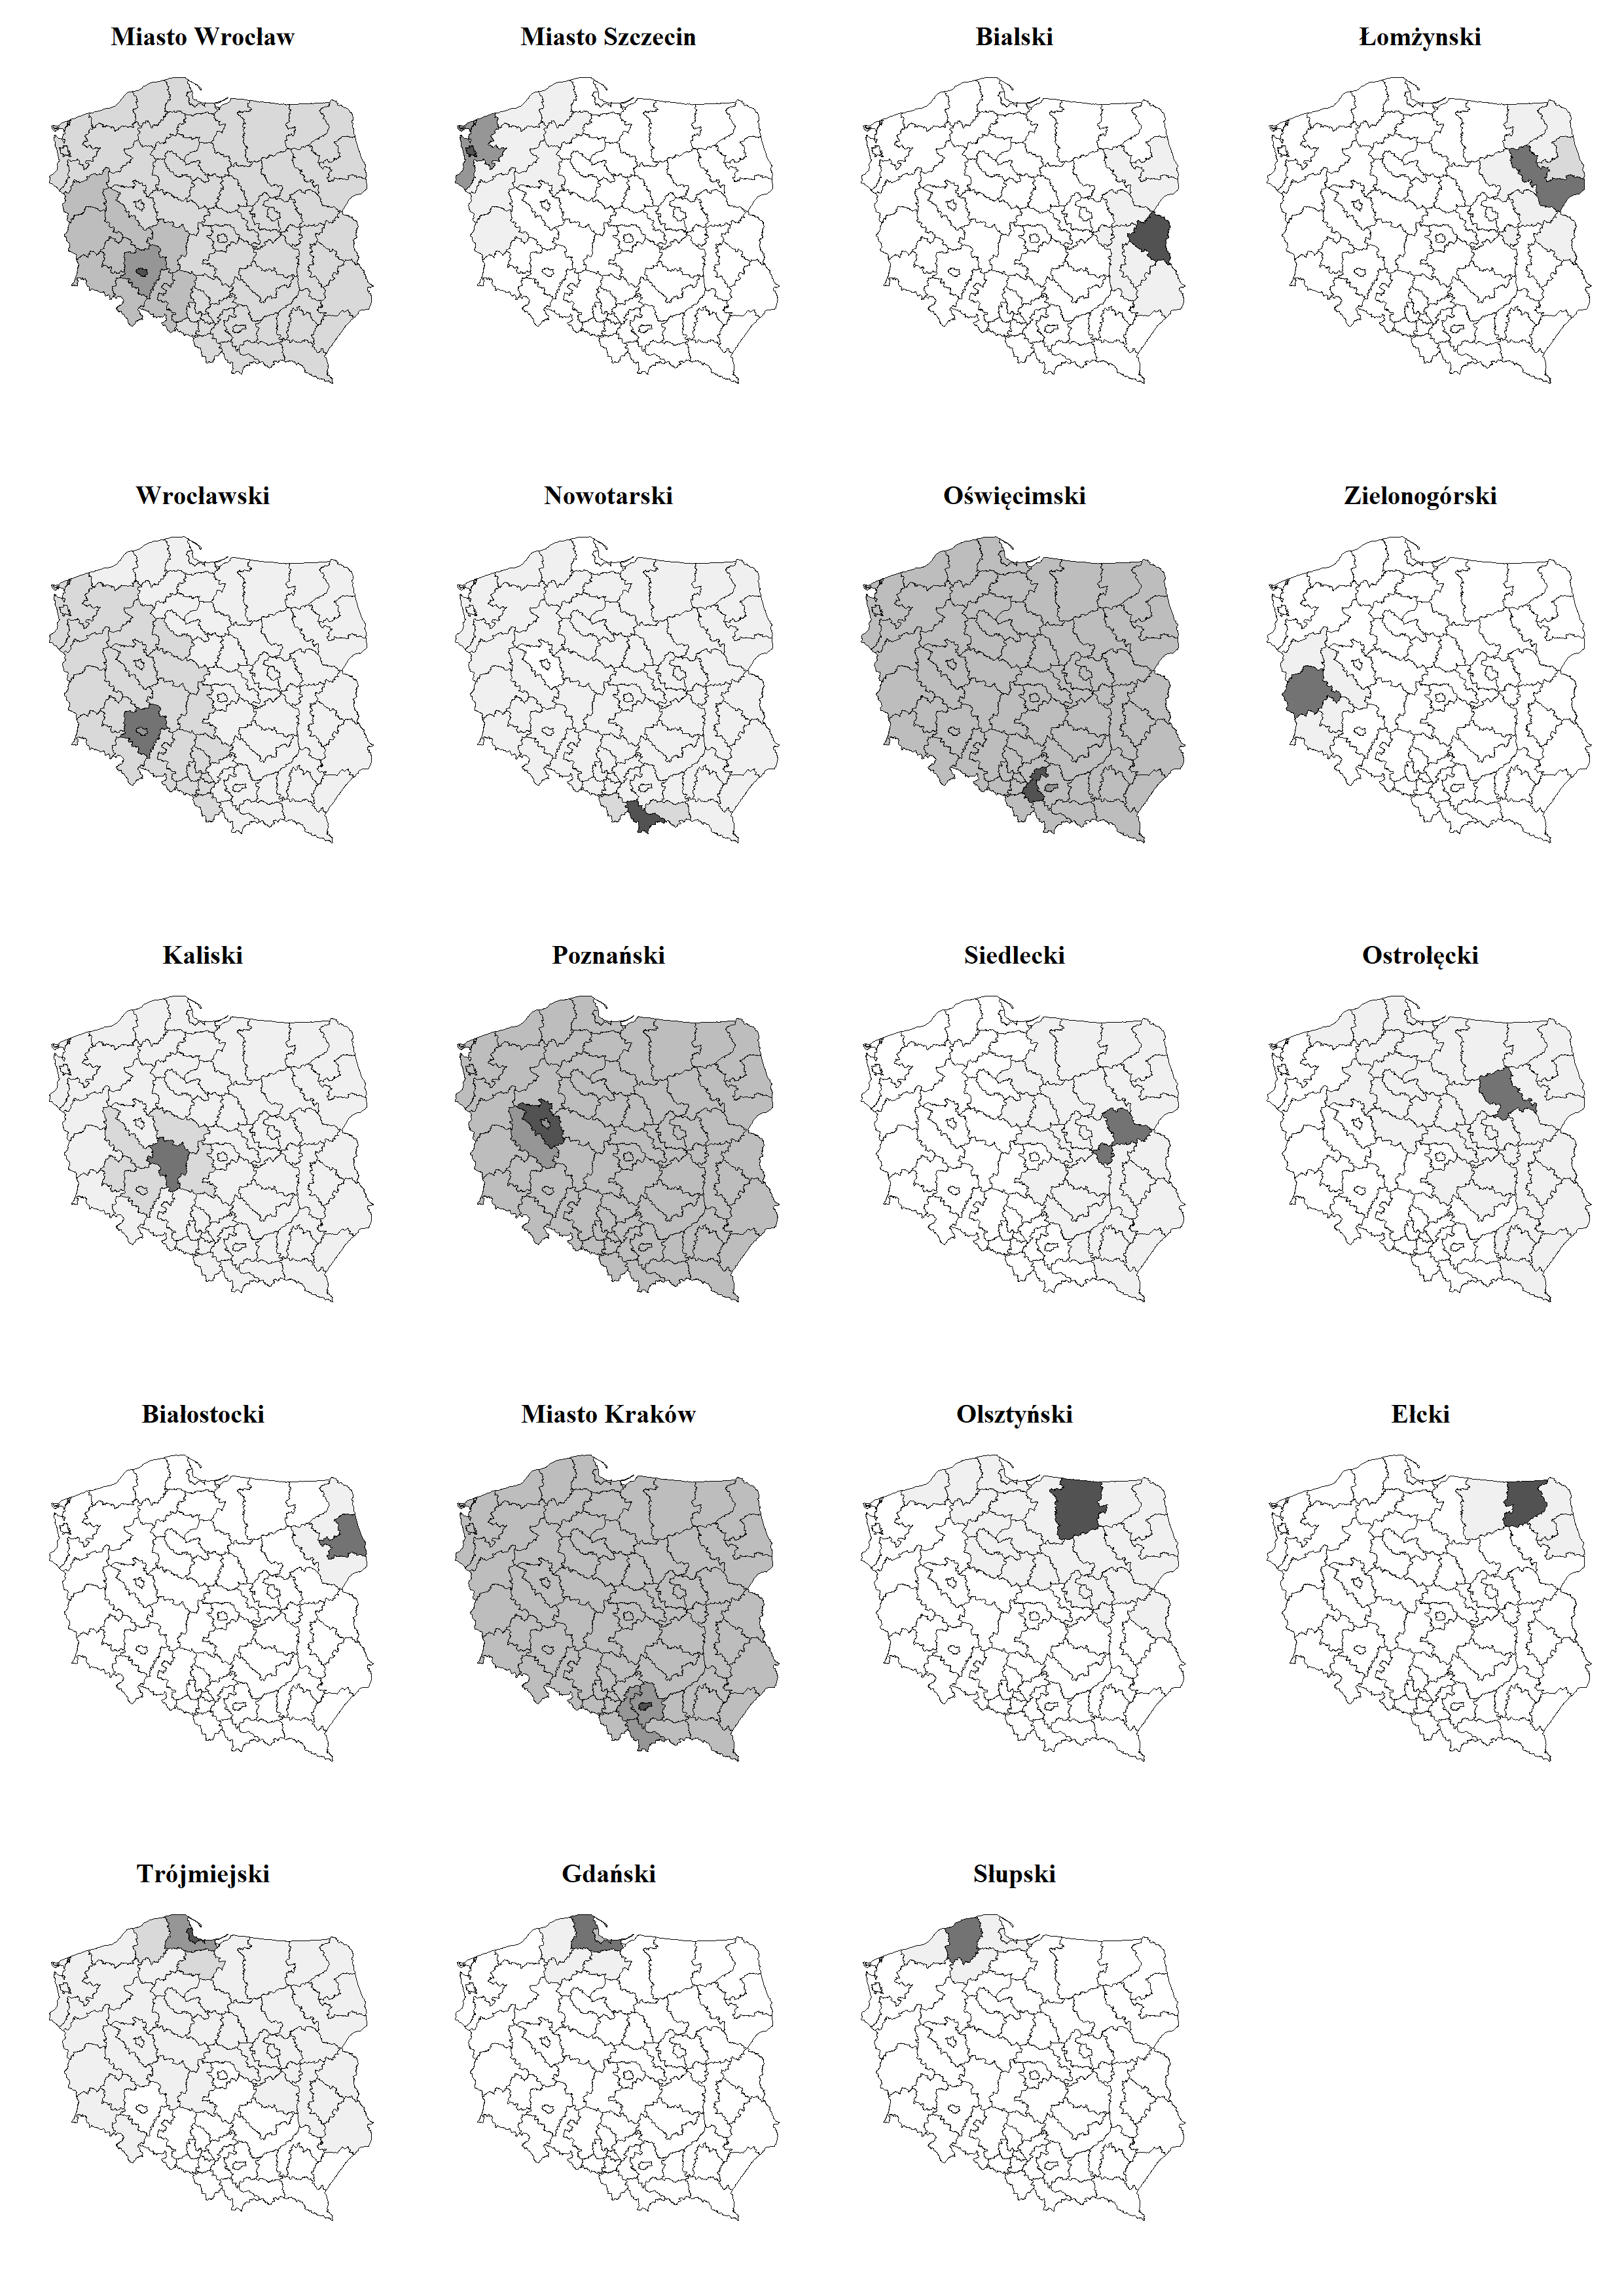 Miasto Wrocław
Miasto Szczecin
Bialski
Łomżynski
Wrocławski
Nowotarski
Oświęcimski
Zielonogórski
Kaliski
Poznański
Siedlecki
Ostrołęcki
Białostocki
Miasto Kraków
Olsztyński
Ełcki
Trójmiejski
Gdański
Słupski